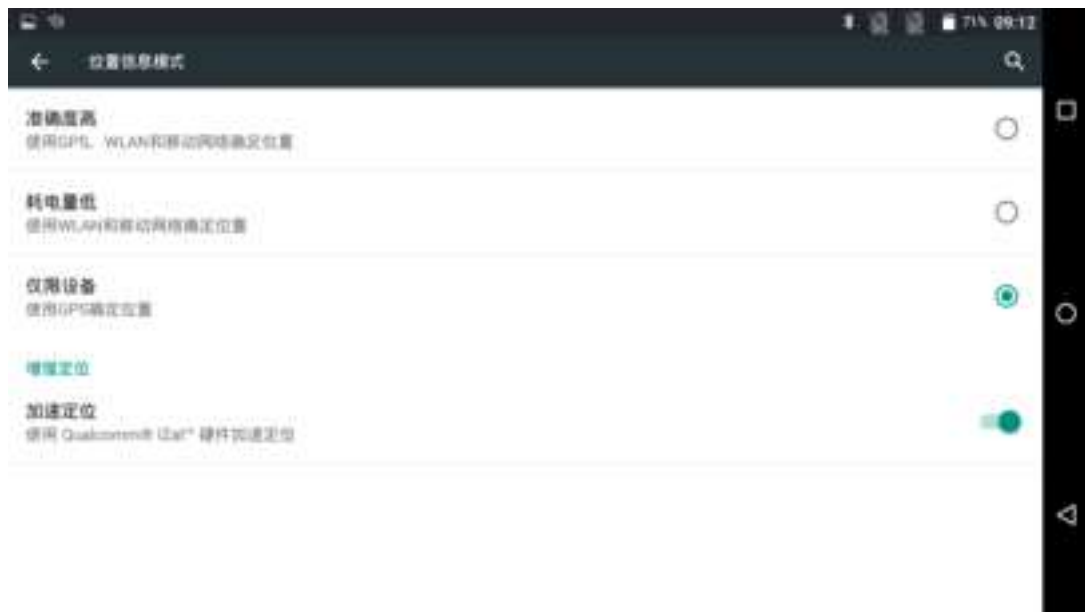 71% 09:12
位置信息模式
准确度高
使用GPS、WLAN和移动网络确定位置
耗电量低
使用WLAN和移动网络确定位置
仅限设备
使用GPS确定位置
增强定位
加速定位
使用 Qualcomm® IZat™ 硬件加速定位